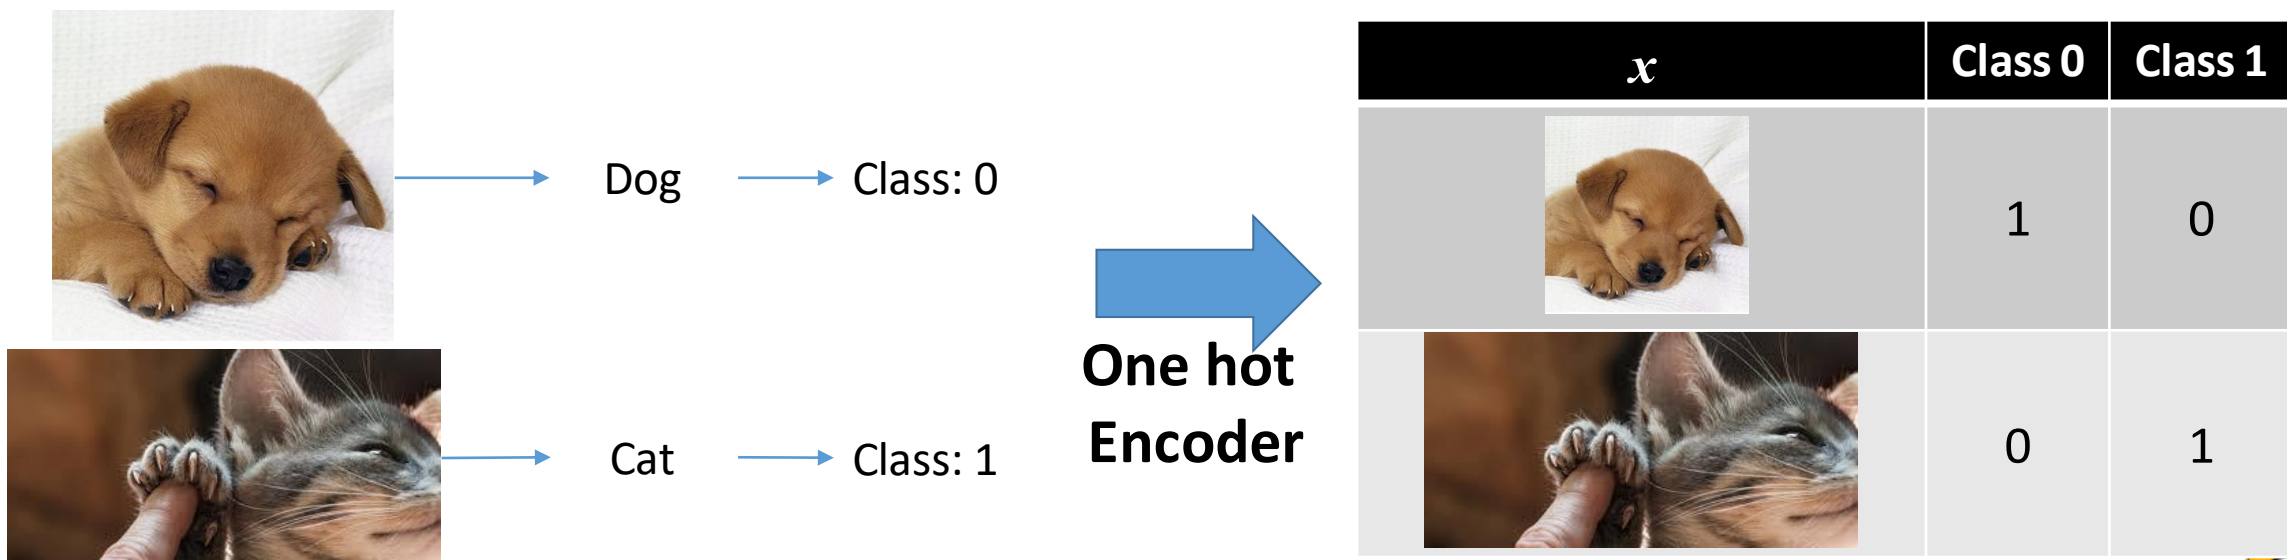 Dog
Class: 0
Cat
Class: 1
One hot
Encoder
x Class 0 Class 1
1 0
0 1